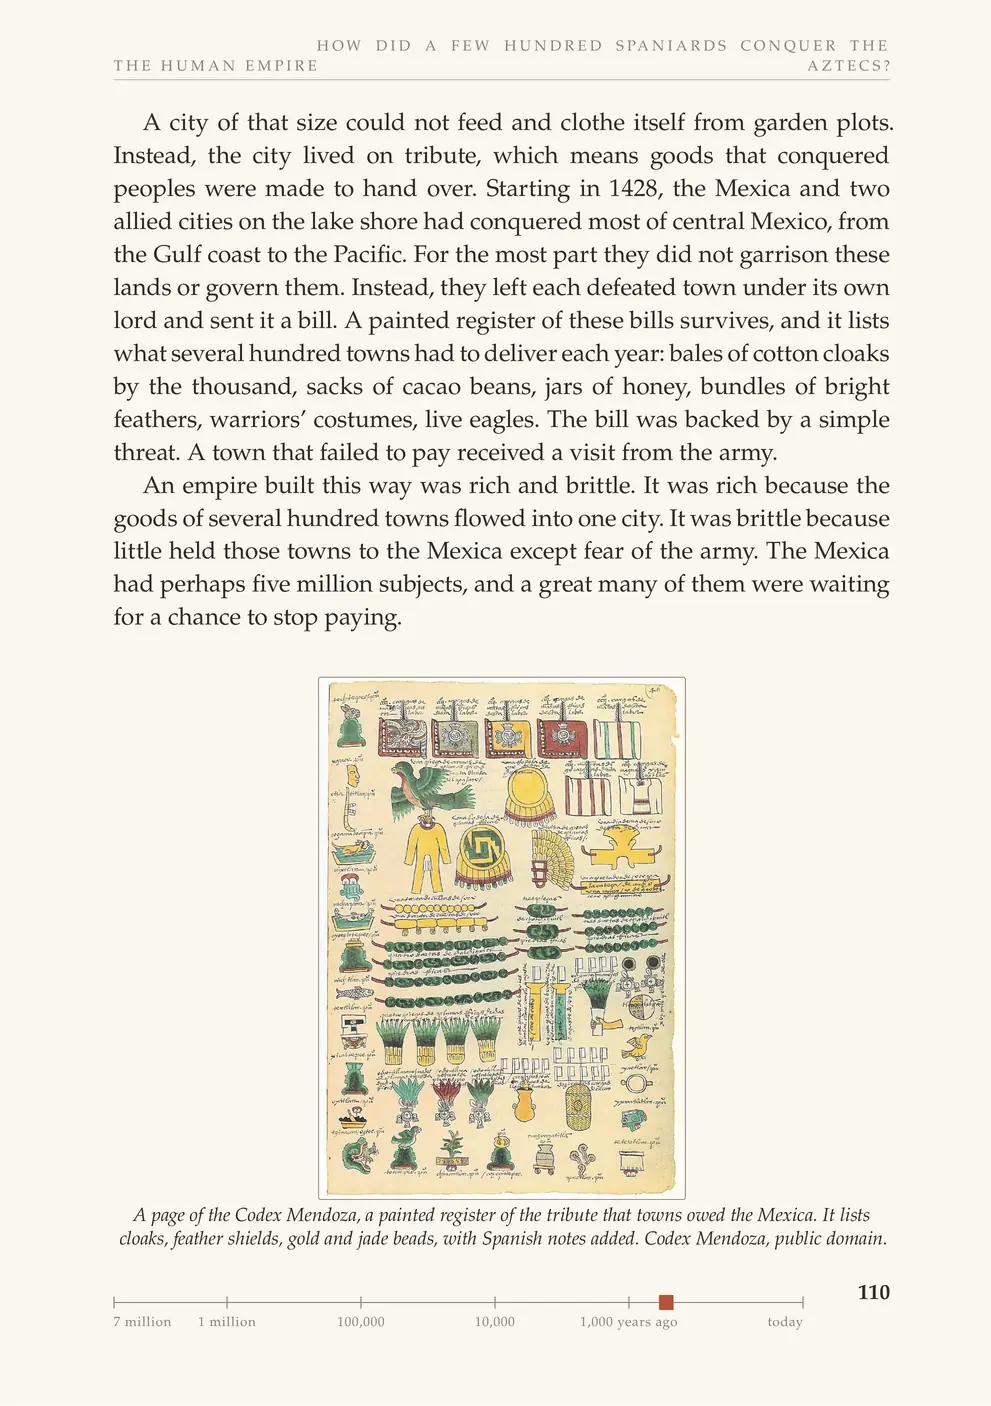 HOW DID A FEW HUNDRED SPANIARDS CONQUER THE
THE HUMAN EMPIRE AZTECS?
A city of that size could not feed and clothe itself from garden plots.
Instead, the city lived on tribute, which means goods that conquered
peoples were made to hand over. Starting in 1428, the Mexica and two
allied cities on the lake shore had conquered most of central Mexico, from
the Gulf coast to the Pacific. For the most part they did not garrison these
lands or govern them. Instead, they left each defeated town under its own
lord and sent it a bill. A painted register of these bills survives, and it lists
what several hundred towns had to deliver each year: bales of cotton cloaks
by the thousand, sacks of cacao beans, jars of honey, bundles of bright
feathers, warriors’ costumes, live eagles. The bill was backed by a simple
threat. A town that failed to pay received a visit from the army.
An empire built this way was rich and brittle. It was rich because the
goods of several hundred towns flowed into one city. It was brittle because
little held those towns to the Mexica except fear of the army. The Mexica
had perhaps five million subjects, and a great many of them were waiting
for a chance to stop paying.
A page of the Codex Mendoza, a painted register of the tribute that towns owed the Mexica. It lists
cloaks, feather shields, gold and jade beads, with Spanish notes added. Codex Mendoza, public domain.
110
7 million 1 million 100,000 10,000 1,000 years ago today